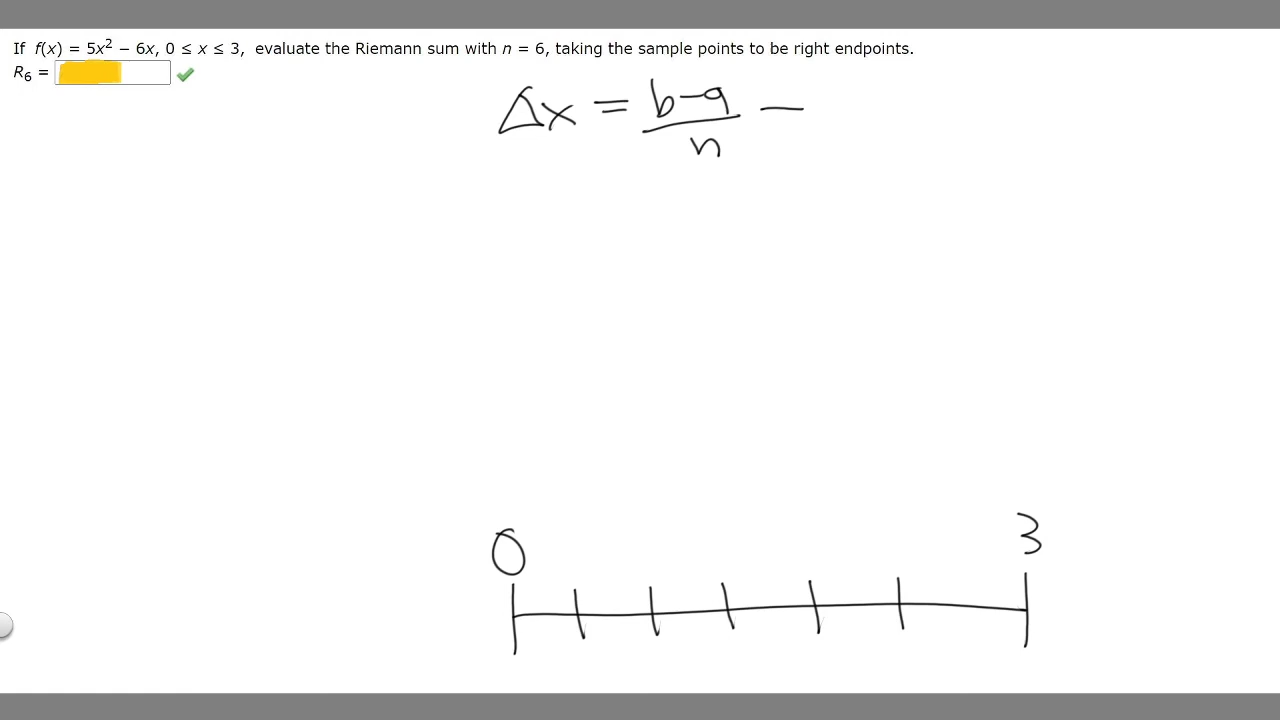 If f(x) = 5x² − 6x, 0 ≤ x ≤ 3, evaluate the Riemann sum with n = 6, taking the sample points to be right endpoints.
R₆ =
Δx = b-a/n −
0 3